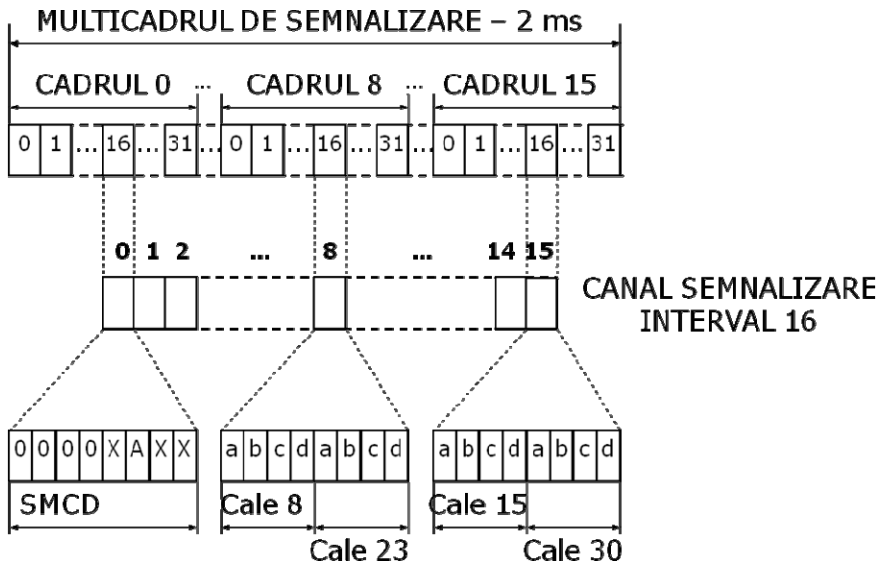 MULTICADRUL DE SEMNALIZARE – 2 ms
CADRUL 0 ... CADRUL 8 ... CADRUL 15
0 1 ... 16 ... 31 ... 0 1 ... 16 ... 31 ... 0 1 ... 16 ... 31
0 1 2 ... 8 ... 14 15
CANAL SEMNALIZARE
INTERVAL 16
0 0 0 0 X A X X a b c d a b c d a b c d a b c d
SMCD Cale 8 Cale 15
Cale 23 Cale 30